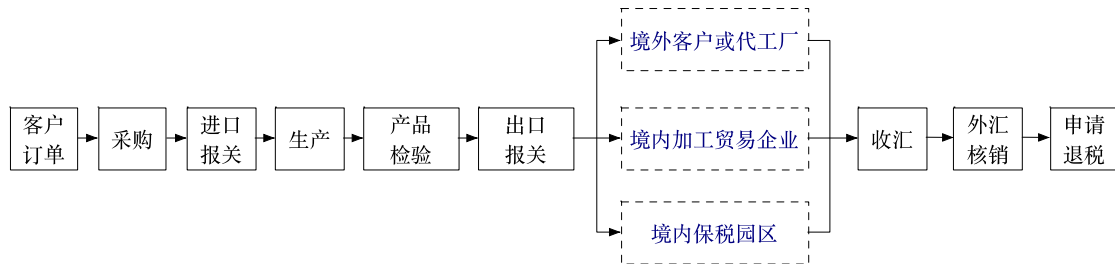 客户
订单
采购
进口
报关
生产
产品
检验
出口
报关
境外客户或代工厂
境内加工贸易企业
境内保税园区
收汇
外汇
核销
申请
退税